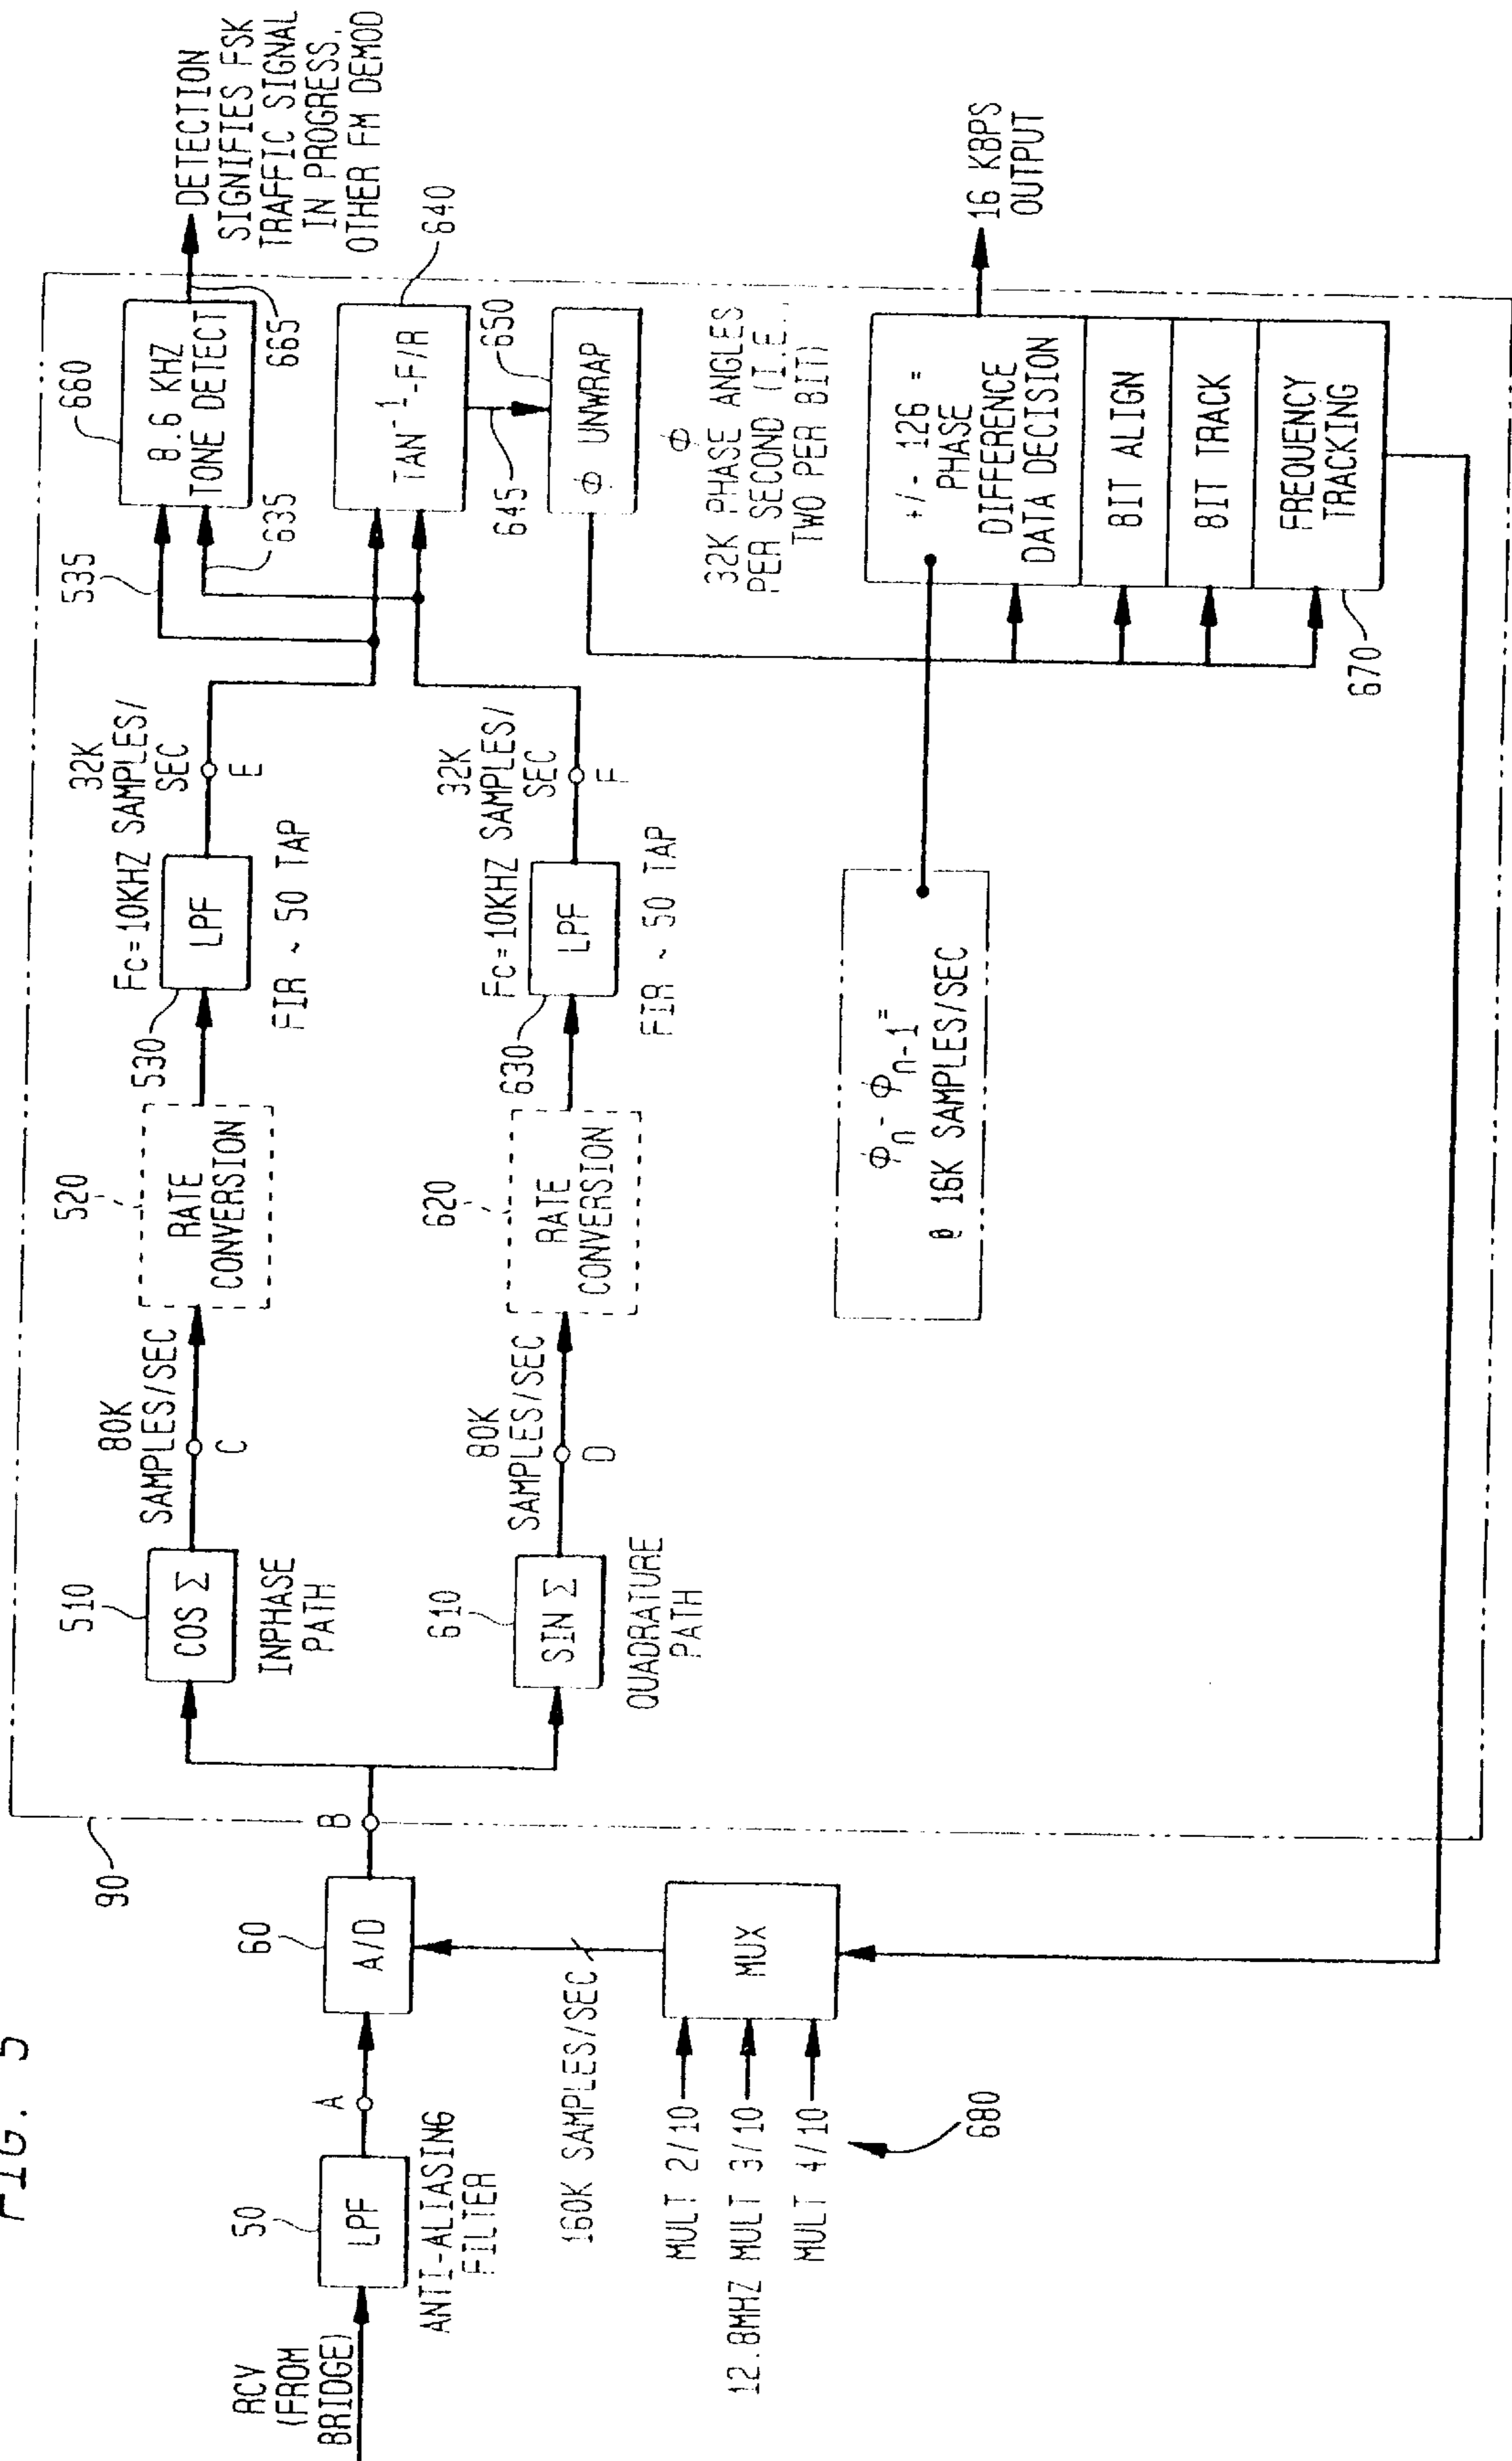 FIG. 5
RCV
(FROM
BRIDGE)
50
LPF
ANTI-ALIASING
FILTER
A
60
A/D
160K SAMPLES/SEC
MUX
MULT 2/10
12.8MHZ MULT 3/10
MULT 4/10
680
90
B
510
COS Σ
INPHASE
PATH
80K
SAMPLES/SEC
C
520
RATE
CONVERSION
530
Fc=10KHZ
LPF
FIR ~ 50 TAP
32K
SAMPLES/
SEC
E
610
SIN Σ
QUADRATURE
PATH
80K
SAMPLES/SEC
D
620
RATE
CONVERSION
630
Fc=10KHZ
LPF
FIR ~ 50 TAP
32K
SAMPLES/
SEC
F
535
635
660
8.6 KHZ
TONE DETECT
665
DETECTION
SIGNIFIES FSK
TRAFFIC SIGNAL
IN PROGRESS,
OTHER FM DEMOD
640
TAN⁻¹-F/R
645
650
Φ UNWRAP
Φ
32K PHASE ANGLES
PER SECOND (I.E.,
TWO PER BIT)
Φn - Φn-1=
@ 16K SAMPLES/SEC
+/- 126 =
PHASE
DIFFERENCE
DATA DECISION
BIT ALIGN
BIT TRACK
FREQUENCY
TRACKING
670
16 KBPS
OUTPUT